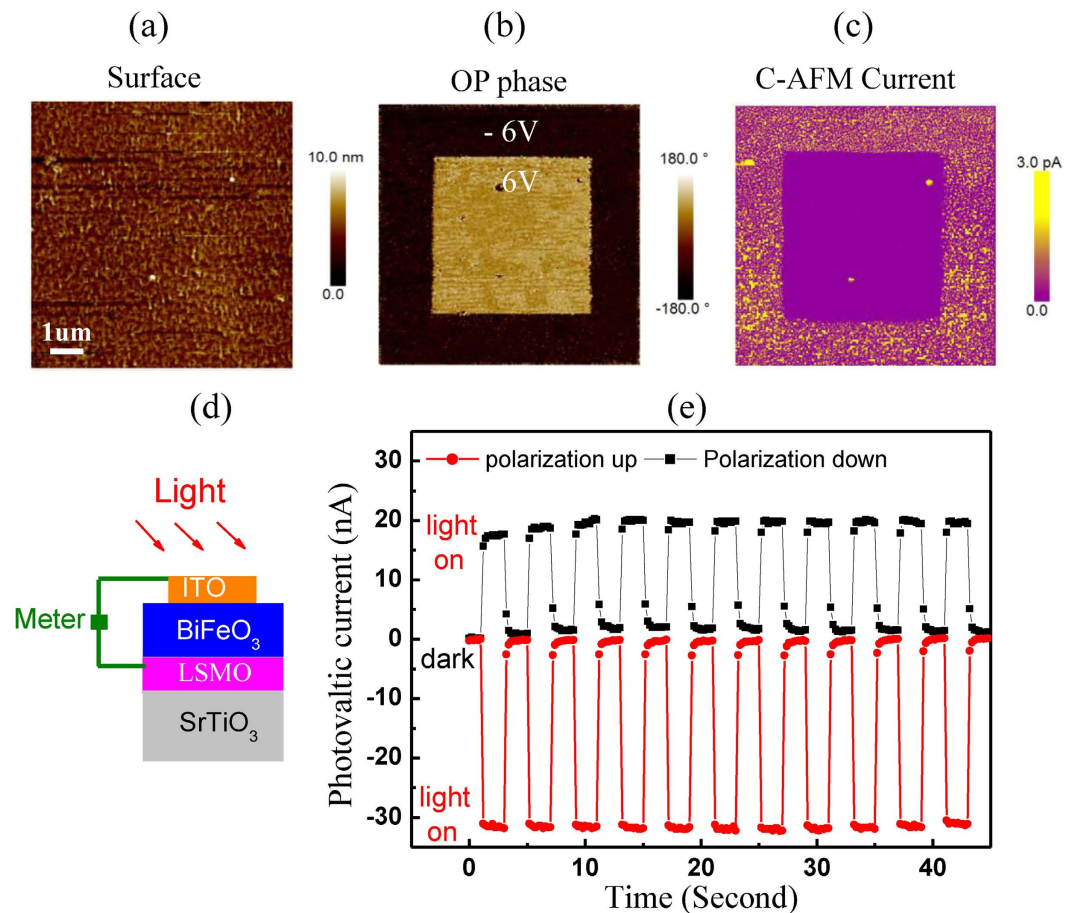 (a)
(b)
(c)
Surface
OP phase
C-AFM Current
10.0 nm
0.0
1um
- 6V
6V
180.0 °
-180.0 °
3.0 pA
0.0
(d)
(e)
Light
Meter
ITO
BiFeO3
LSMO
SrTiO3
polarization up
Polarization down
light
on
dark
light
on
Photovaltic current (nA)
30
20
10
0
-10
-20
-30
0
10
20
30
40
Time (Second)